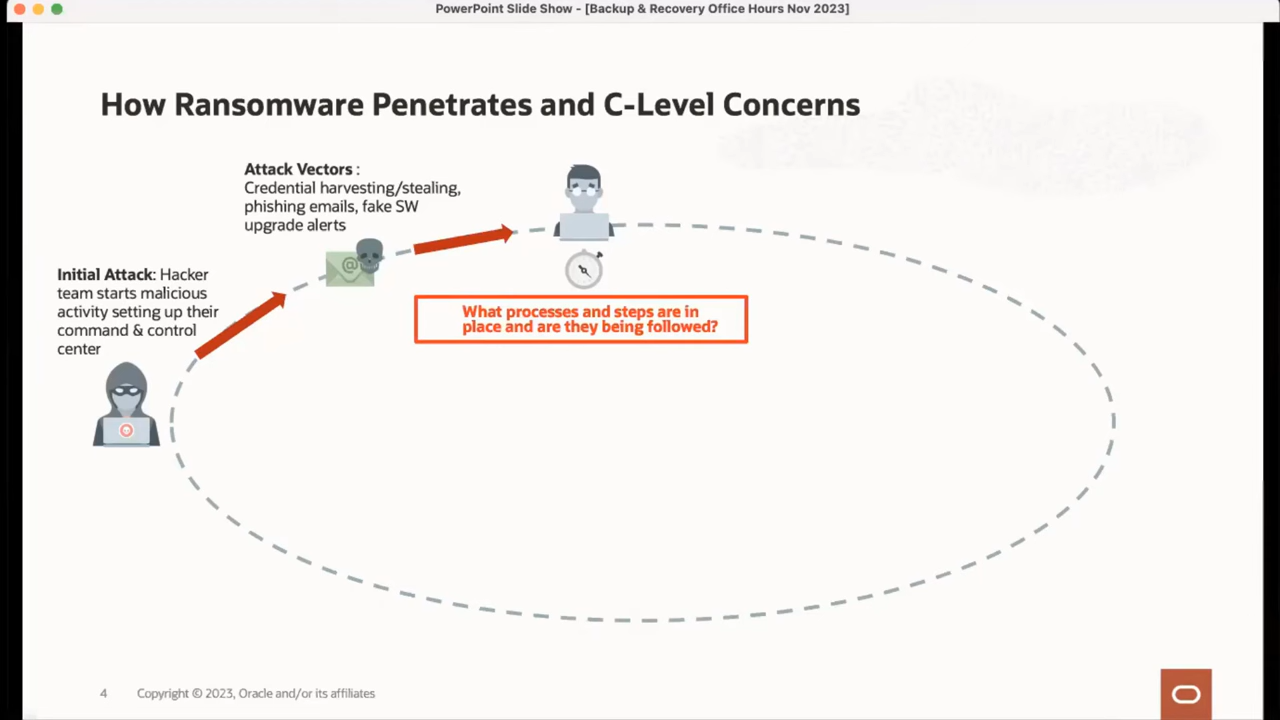 PowerPoint Slide Show - [Backup & Recovery Office Hours Nov 2023]
How Ransomware Penetrates and C-Level Concerns
Attack Vectors :
Credential harvesting/stealing,
phishing emails, fake SW
upgrade alerts
@
Initial Attack: Hacker
team starts malicious
activity setting up their
command & control
center
What processes and steps are in
place and are they being followed?
4
Copyright © 2023, Oracle and/or its affiliates